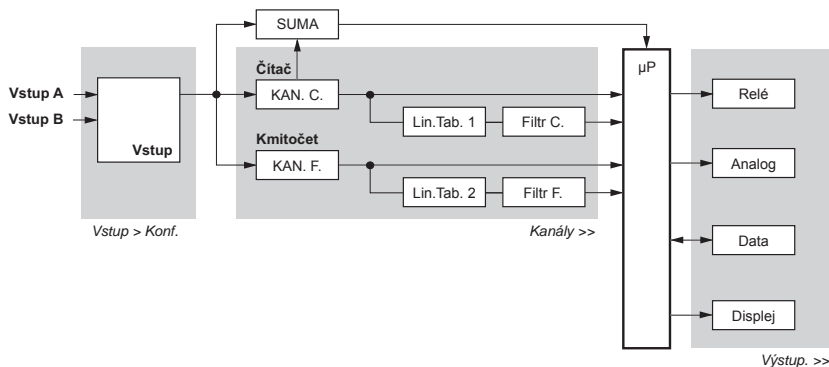 SUMA
Čítač
µP
Vstup A
KAN. C.
Relé
Vstup B
Lin.Tab. 1
Filtr C.
Vstup
Kmitočet
KAN. F.
Analog
Lin.Tab. 2
Filtr F.
Vstup > Konf.
Kanály >>
Data
Displej
Výstup. >>